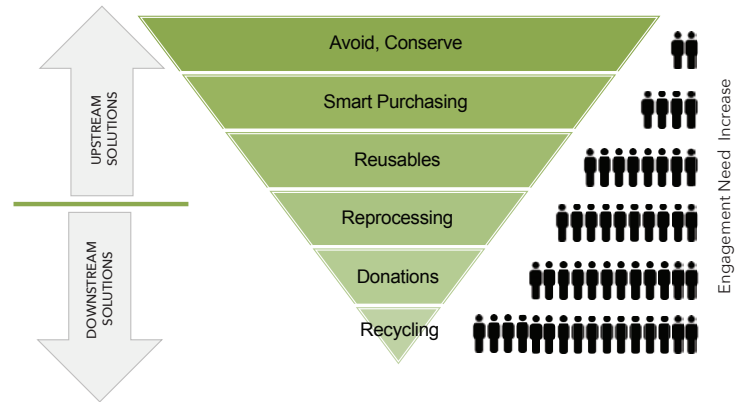 Avoid, Conserve
Smart Purchasing
Reusables
Reprocessing
Donations
Recycling
UPSTREAM
SOLUTIONS
DOWNSTREAM
SOLUTIONS
Engagement Need Increase